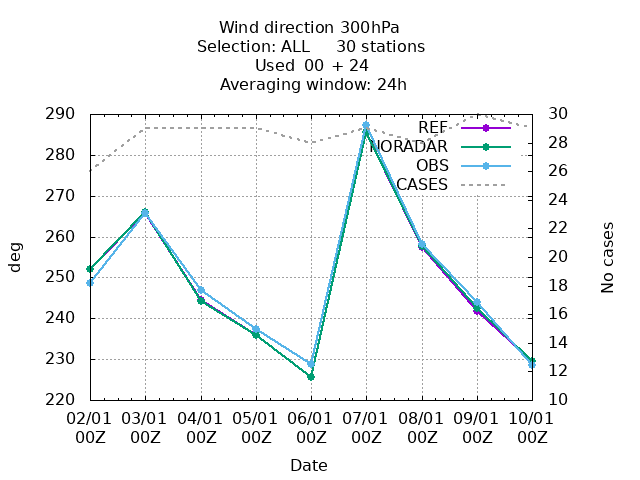 Wind direction 300hPa
Selection: ALL     30 stations
Used  00 + 24
Averaging window: 24h
290
280
270
260
250
240
230
220
deg
30
28
26
24
22
20
18
16
14
12
10
No cases
REF
NORADAR
OBS
CASES
02/01 03/01 04/01 05/01 06/01 07/01 08/01 09/01 10/01
00Z 00Z 00Z 00Z 00Z 00Z 00Z 00Z 00Z
Date